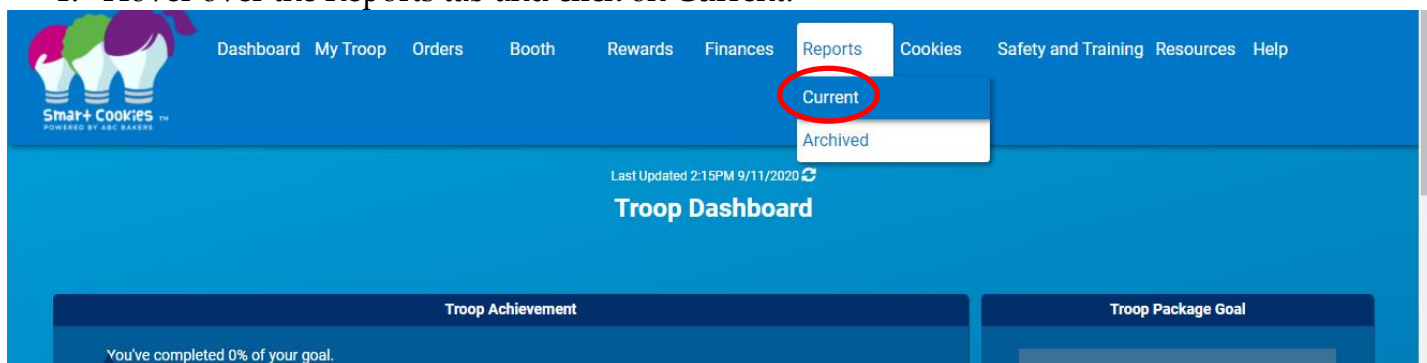 1. Hover over the Reports tab and click on Current.
Dashboard My Troop Orders Booth Rewards Finances Reports Cookies Safety and Training Resources Help
Current
Smart Cookies TM
POWERED BY ABC BAKERS
Archived
Last Updated 2:15PM 9/11/2020
Troop Dashboard
Troop Achievement
Troop Package Goal
You've completed 0% of your goal.